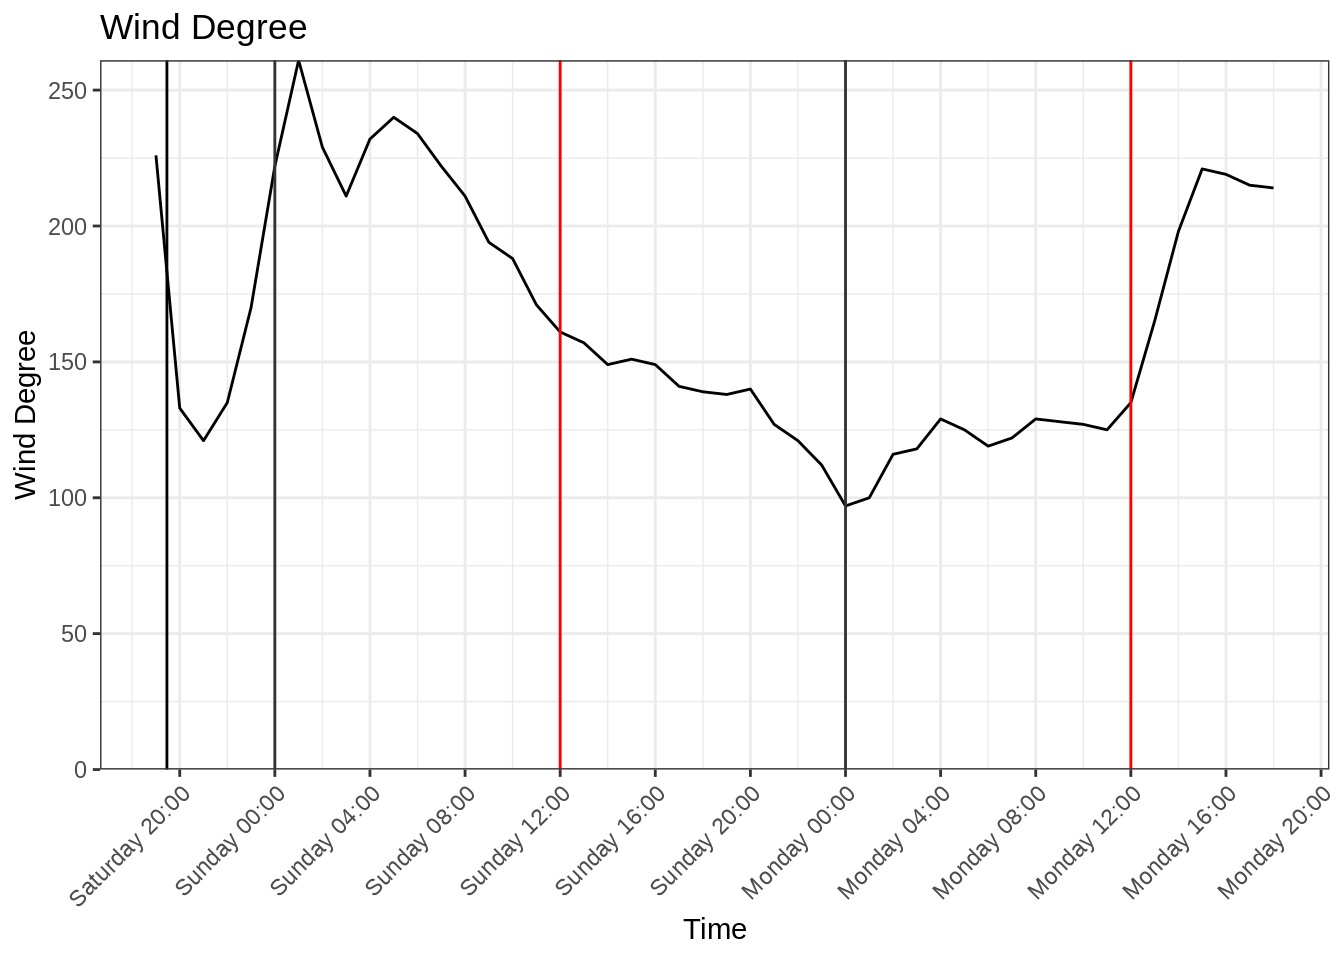 Wind Degree
Wind Degree
250
200
150
100
50
0
Saturday 20:00
Sunday 00:00
Sunday 04:00
Sunday 08:00
Sunday 12:00
Sunday 16:00
Sunday 20:00
Monday 00:00
Monday 04:00
Monday 08:00
Monday 12:00
Monday 16:00
Monday 20:00
Time